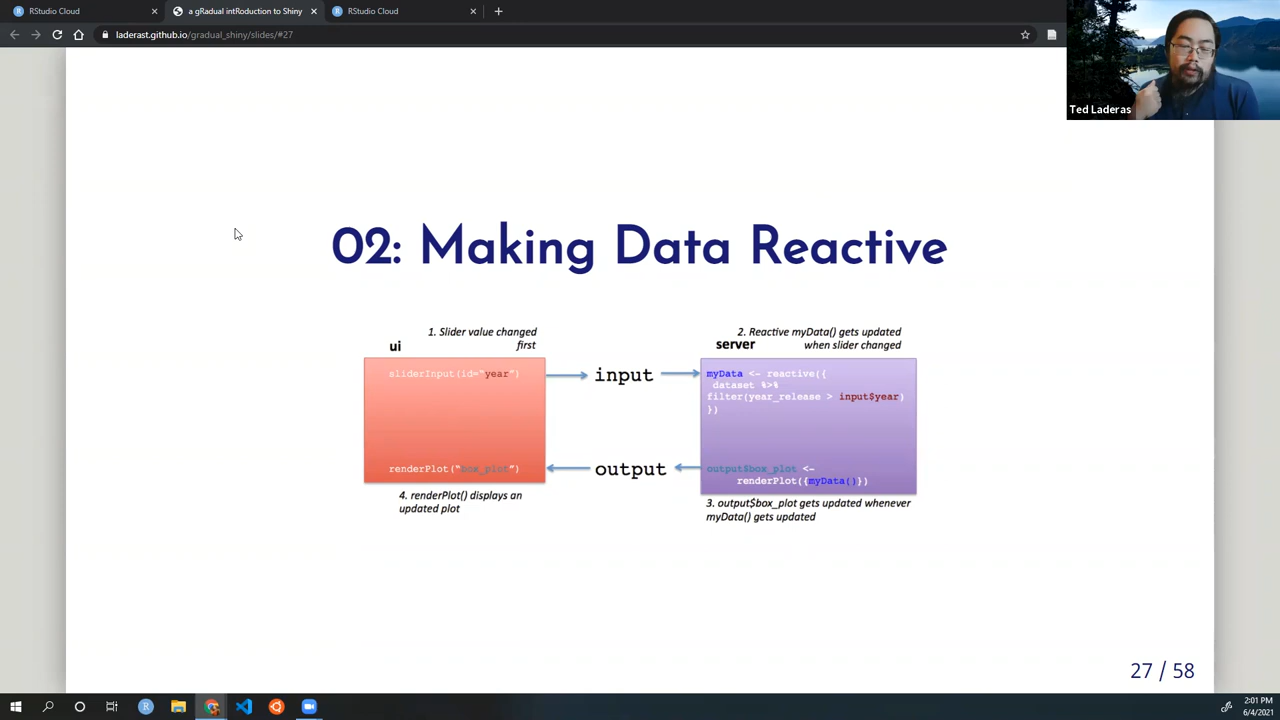 RStudio Cloud
a gRadual intRoduction to Shiny
RStudio Cloud
laderast.github.io/gradual_shiny/slides/#27
Ted Laderas
02: Making Data Reactive
1. Slider value changed
first
ui
sliderInput(id="year")
input
2. Reactive myData() gets updated
when slider changed
server
myData <- reactive({
dataset %>%
filter(year_release > input$year)
})
renderPlot("box_plot")
output
output$box_plot <-
renderPlot({myData()})
4. renderPlot() displays an
updated plot
3. output$box_plot gets updated whenever
myData() gets updated
27 / 58
2:01 PM
6/4/2021